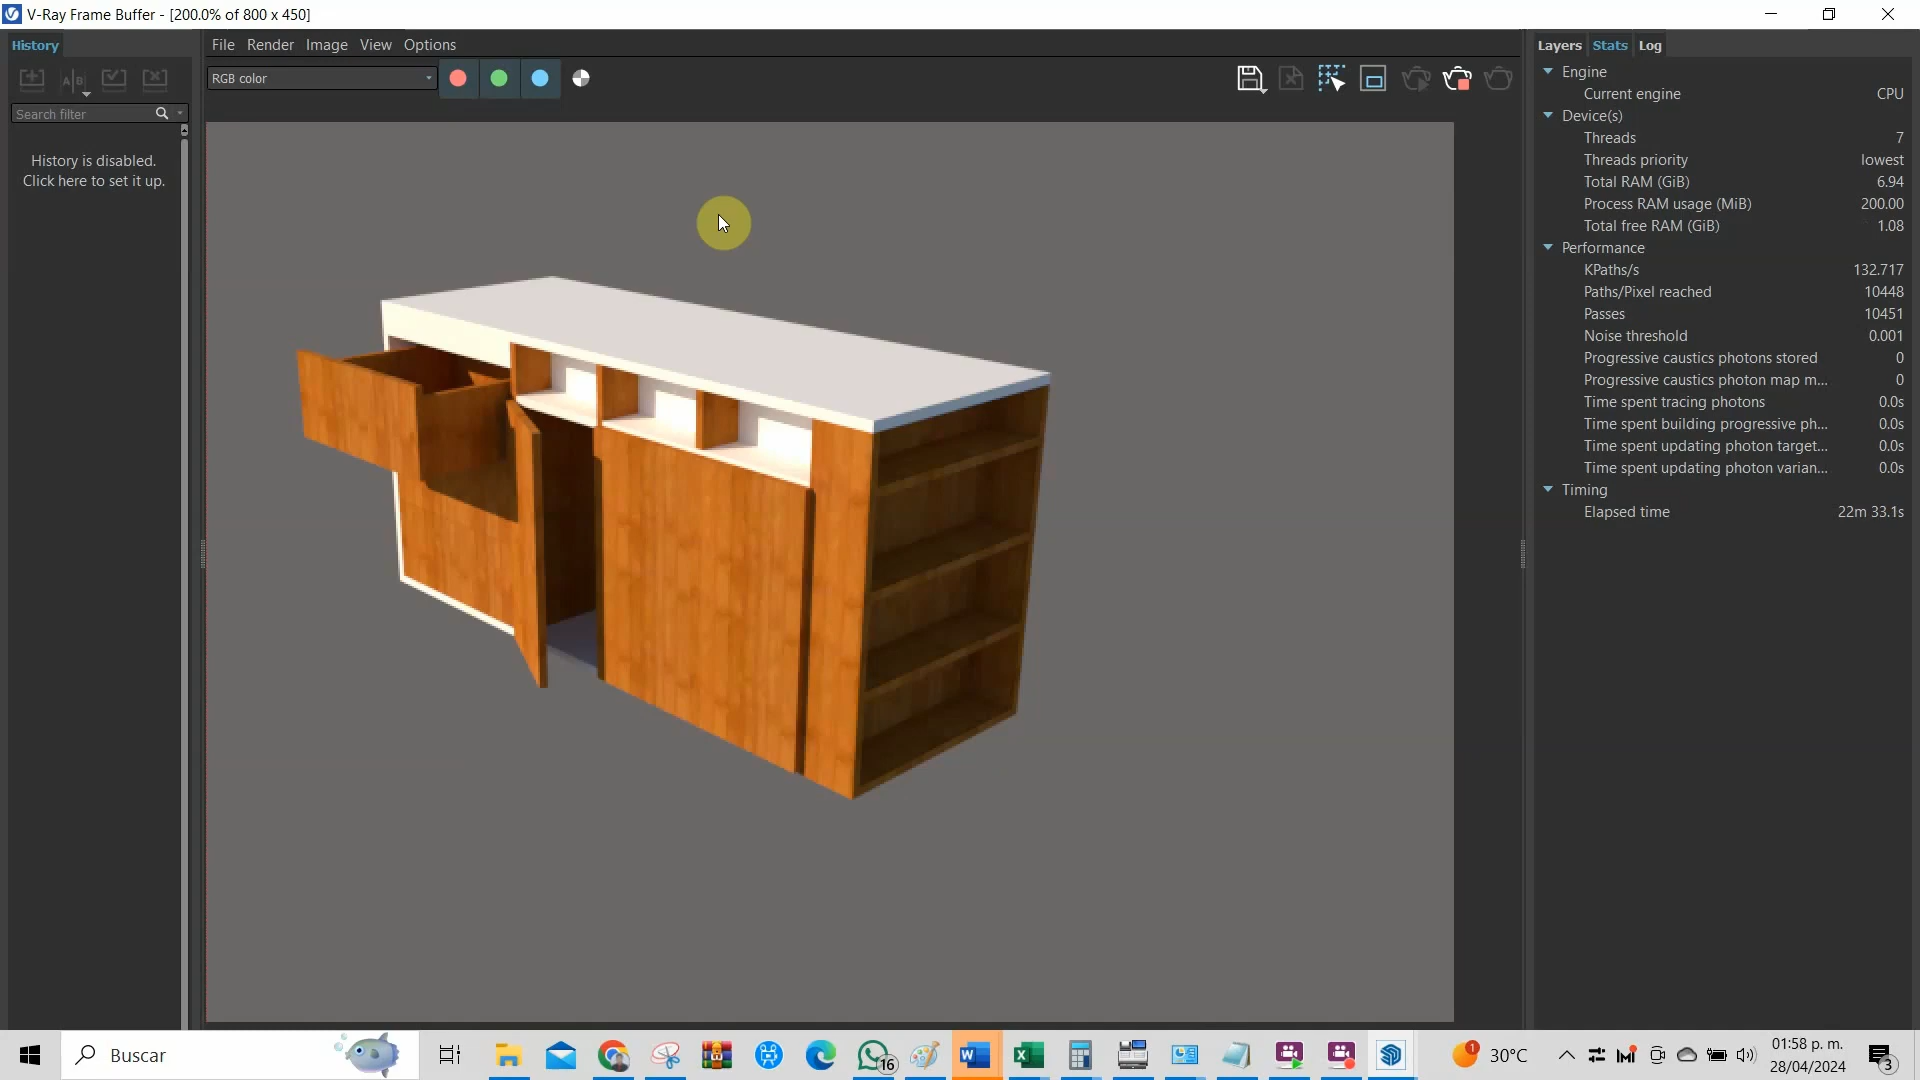 V-Ray Frame Buffer - [200.0% of 800 x 450]
History
File Render Image View Options
Layers Stats Log
RGB color
Search filter
History is disabled.
Click here to set it up.
Engine
Current engine CPU
Device(s)
Threads 7
Threads priority lowest
Total RAM (GiB) 6.94
Process RAM usage (MiB) 200.00
Total free RAM (GiB) 1.08
Performance
KPaths/s 132.717
Paths/Pixel reached 10448
Passes 10451
Noise threshold 0.001
Progressive caustics photons stored 0
Progressive caustics photon map m... 0
Time spent tracing photons 0.0s
Time spent building progressive ph... 0.0s
Time spent updating photon target... 0.0s
Time spent updating photon varian... 0.0s
Timing
Elapsed time 22m 33.1s
Buscar
16
1
30°C
01:58 p. m.
28/04/2024
3